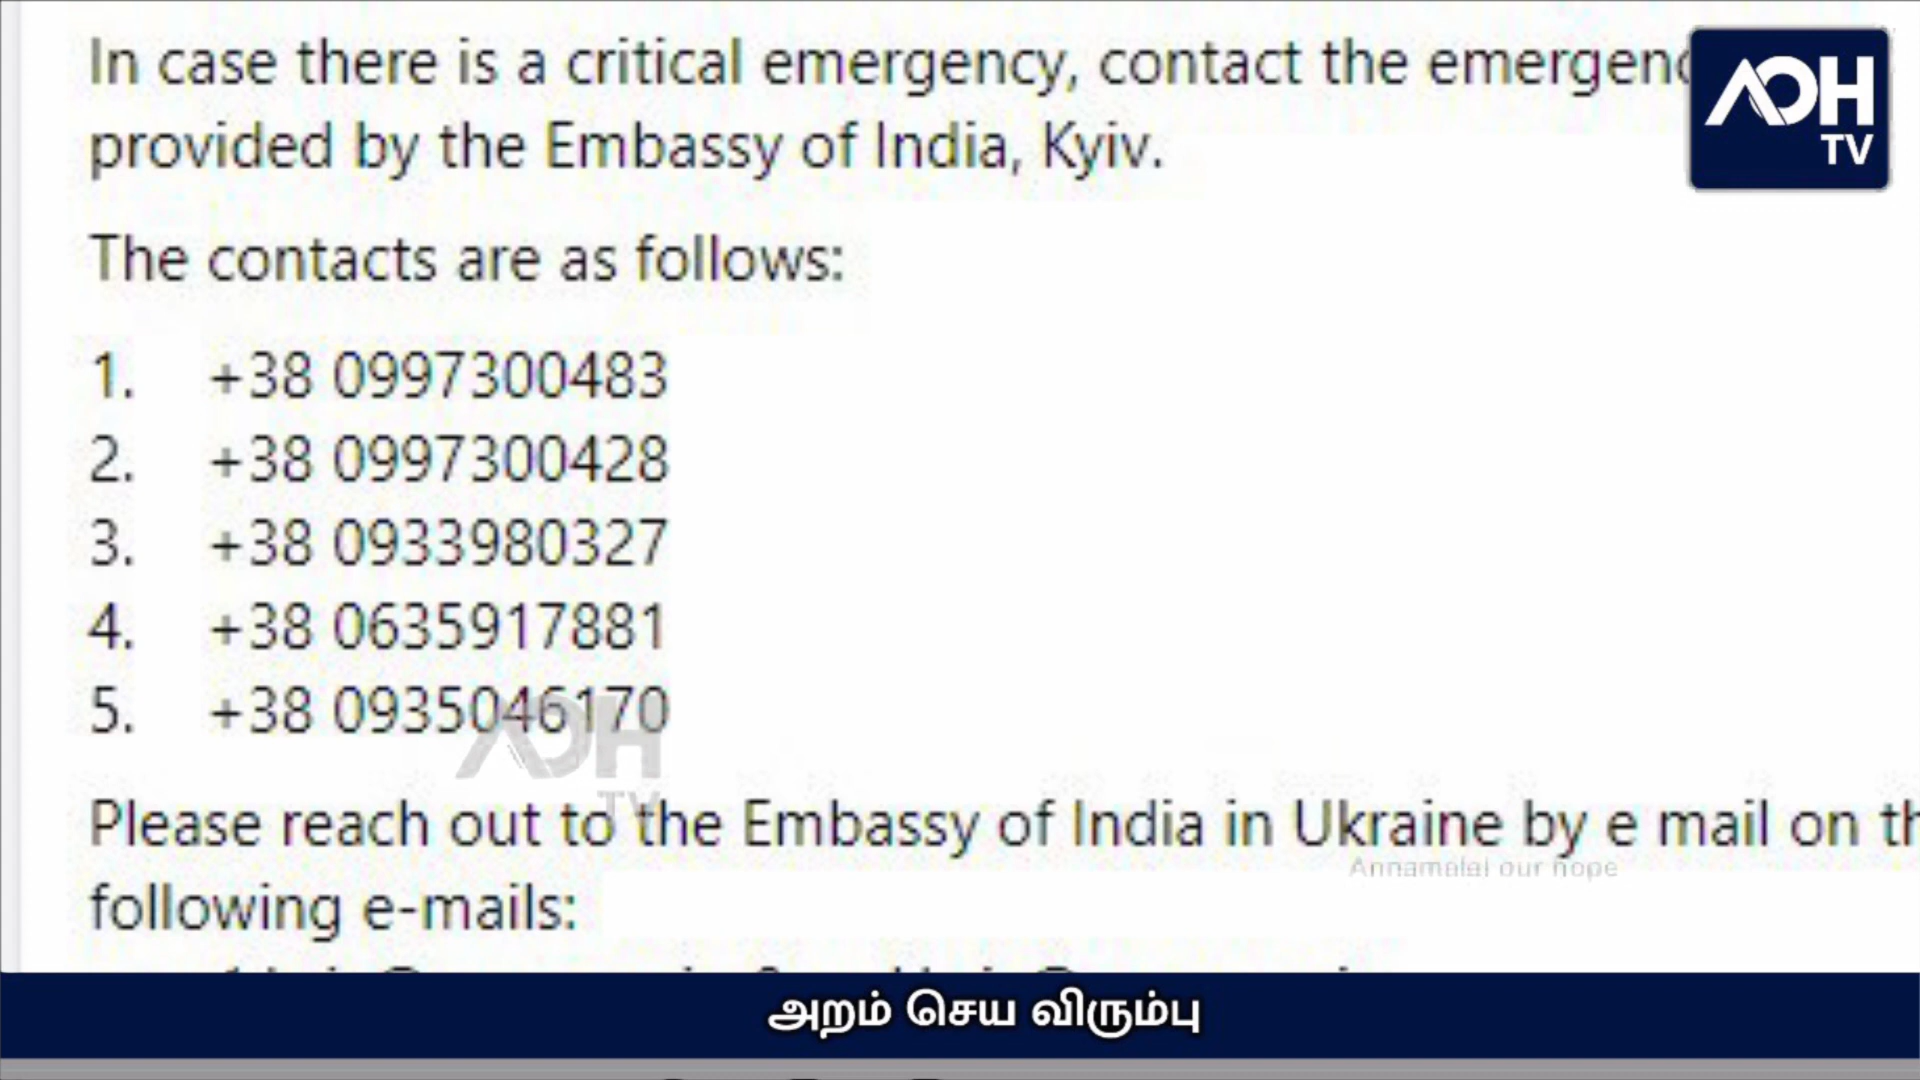 In case there is a critical emergency, contact the
provided by the Embassy of India, Kyiv.
The contacts are as follows:
1. +38 0997300483
2. +38 0997300428
3. +38 0933980327
4. +38 0635917881
5. +38 0935046170
Please reach out to the Embassy of India in Ukraine by e mail on
following e-mails:
AOH
TV
AOH
TV
Annamalai our hope
அறம் செய விரும்பு